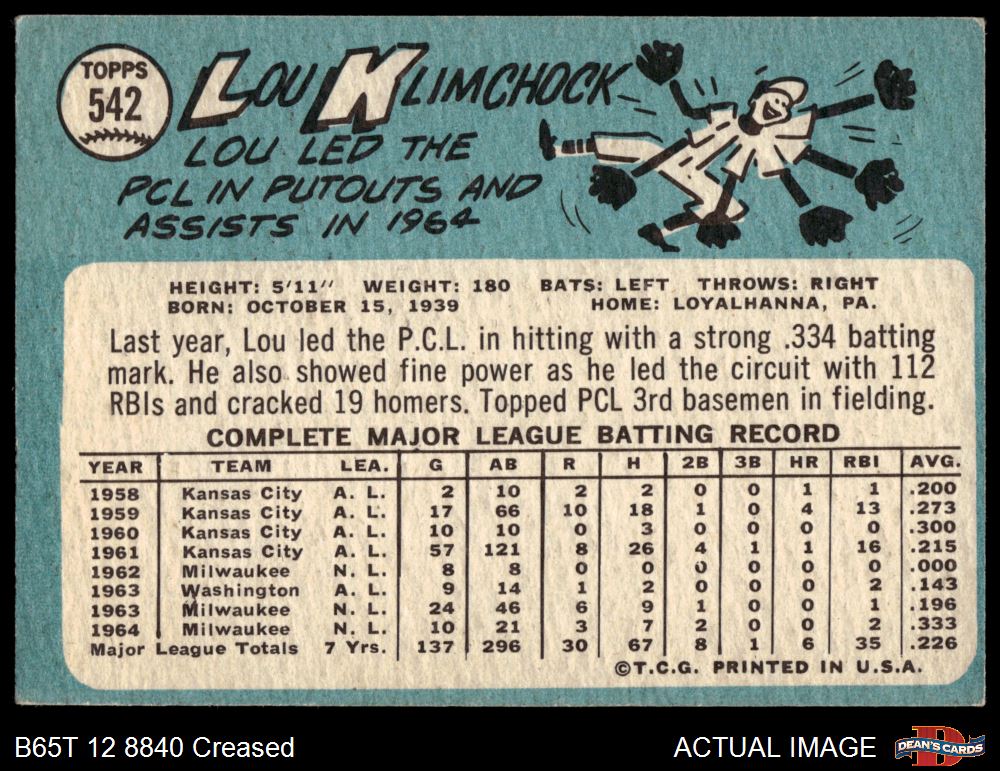 TOPPS
542
LOU KLIMCHOCK
LOU LED THE
PCL IN PUTOUTS AND
ASSISTS IN 1964
HEIGHT: 5'11" WEIGHT: 180 BATS: LEFT THROWS: RIGHT
BORN: OCTOBER 15, 1939 HOME: LOYALHANNA, PA.
Last year, Lou led the P.C.L. in hitting with a strong .334 batting
mark. He also showed fine power as he led the circuit with 112
RBIs and cracked 19 homers. Topped PCL 3rd basemen in fielding.
COMPLETE MAJOR LEAGUE BATTING RECORD
YEAR TEAM LEA. G AB R H 2B 3B HR RBI AVG.
1958 Kansas City A. L. 2 10 2 2 0 0 1 1 .200
1959 Kansas City A. L. 17 66 10 18 1 0 4 13 .273
1960 Kansas City A. L. 10 10 0 3 0 0 0 0 .300
1961 Kansas City A. L. 57 121 8 26 4 1 1 16 .215
1962 Milwaukee N. L. 8 8 0 0 0 0 0 0 .000
1963 Washington A. L. 9 14 1 2 0 0 0 2 .143
1963 Milwaukee N. L. 24 46 6 9 1 0 0 1 .196
1964 Milwaukee N. L. 10 21 3 7 2 0 0 2 .333
Major League Totals 7 Yrs. 137 296 30 67 8 1 6 35 .226
©T.C.G. PRINTED IN U.S.A.
B65T 12 8840 Creased
ACTUAL IMAGE
D
DEAN'S CARDS